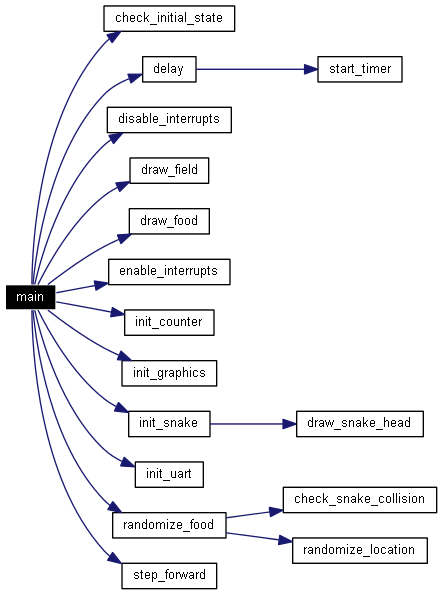 check_initial_state
delay
start_timer
disable_interrupts
draw_field
draw_food
enable_interrupts
main
init_counter
init_graphics
init_snake
draw_snake_head
init_uart
check_snake_collision
randomize_food
randomize_location
step_forward